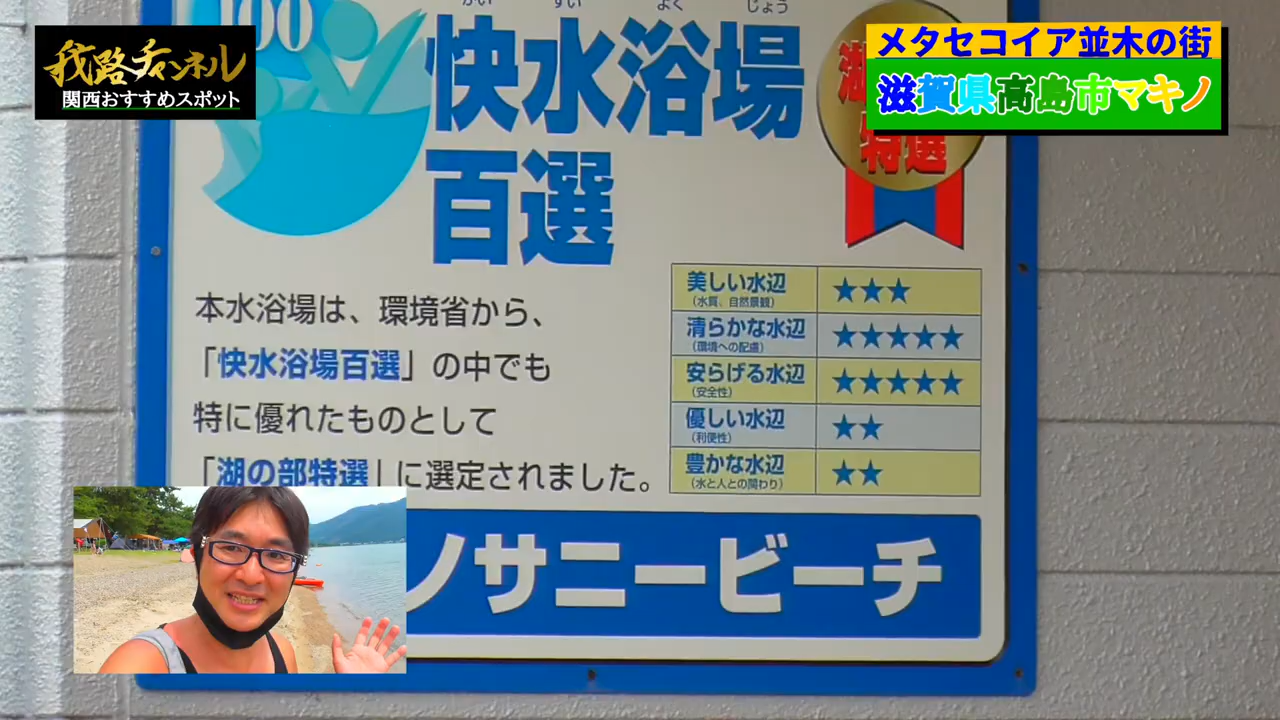 我路チャンネル
関西おすすめスポット
メタセコイア並木の街
滋賀県高島市マキノ
100
かい すい よく じょう
快水浴場
百選
湖
特選
本水浴場は、環境省から、
「快水浴場百選」の中でも
特に優れたものとして
「湖の部特選」に選定されました。
美しい水辺
(水質、自然景観)
★★★
清らかな水辺
(環境への配慮)
★★★★★
安らげる水辺
(安全性)
★★★★★
優しい水辺
(利便性)
★★
豊かな水辺
(水と人との関わり)
★★
ノサニービーチ